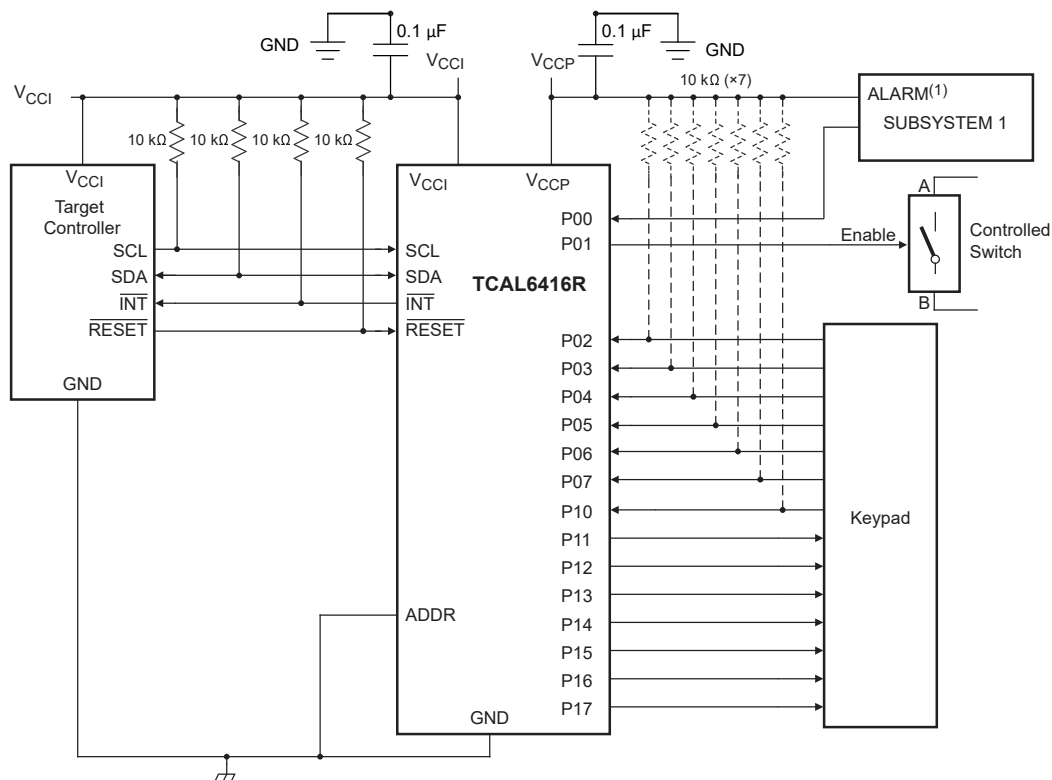 GND
0.1 µF
0.1 µF
GND
VCCI
VCCP
VCCI
10 kΩ (×7)
10 kΩ
10 kΩ
10 kΩ
10 kΩ
ALARM(1)
SUBSYSTEM 1
VCCI
Target
Controller
SCL
SDA
INT
RESET
GND
VCCI
VCCP
SCL
SDA
INT
RESET
TCAL6416R
ADDR
GND
P00
P01
P02
P03
P04
P05
P06
P07
P10
P11
P12
P13
P14
P15
P16
P17
A
Enable
Controlled
Switch
B
Keypad